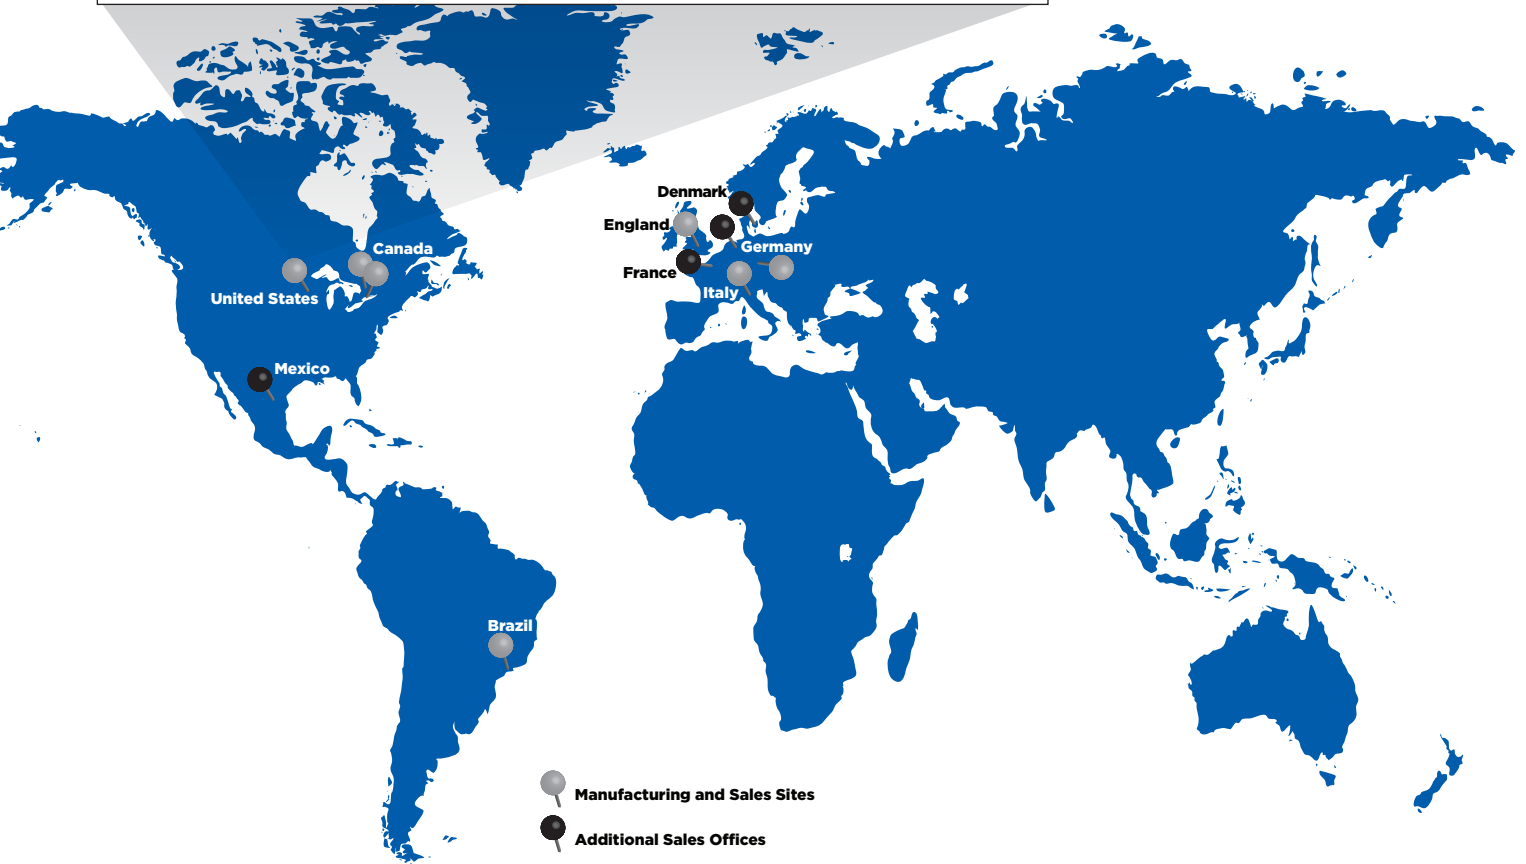 Denmark
England
Germany
Canada
France
United States
Italy
Mexico
Brazil
Manufacturing and Sales Sites
Additional Sales Offices